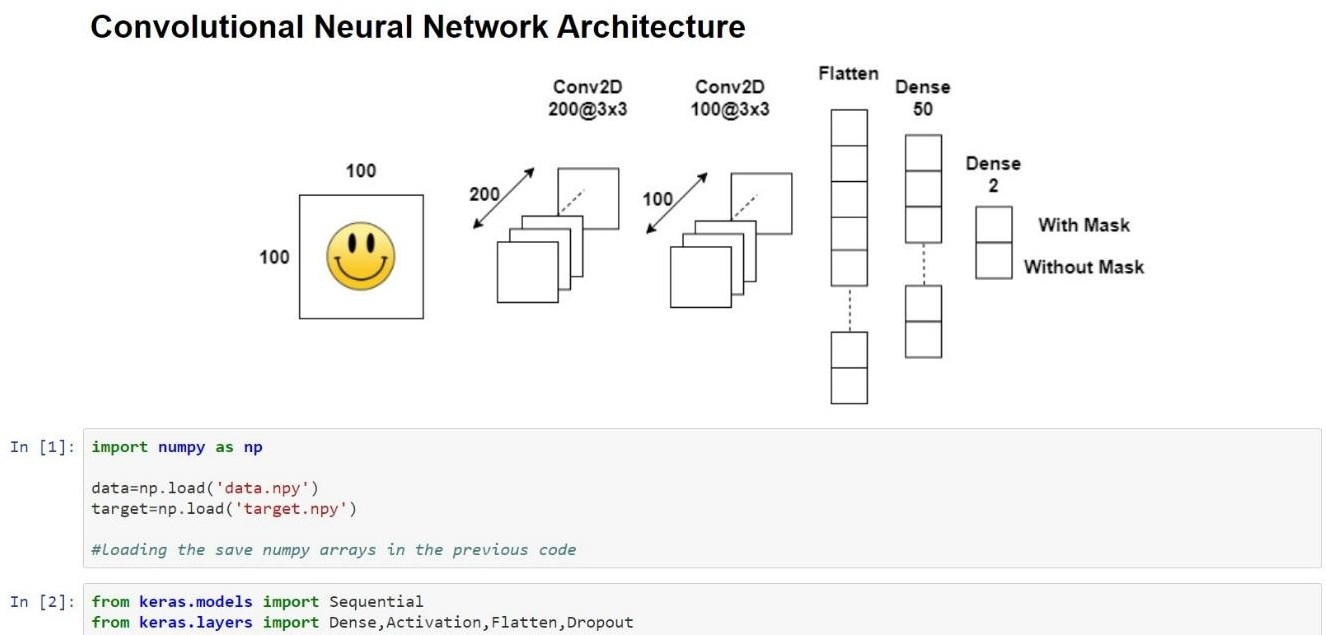 Convolutional Neural Network Architecture
Conv2D
200@3x3
Conv2D
100@3x3
Flatten
Dense
50
Dense
2
100
100
200
100
With Mask
Without Mask
In [1]: import numpy as np
data=np.load('data.npy')
target=np.load('target.npy')
#Loading the save numpy arrays in the previous code
In [2]: from keras.models import Sequential
from keras.layers import Dense,Activation,Flatten,Dropout